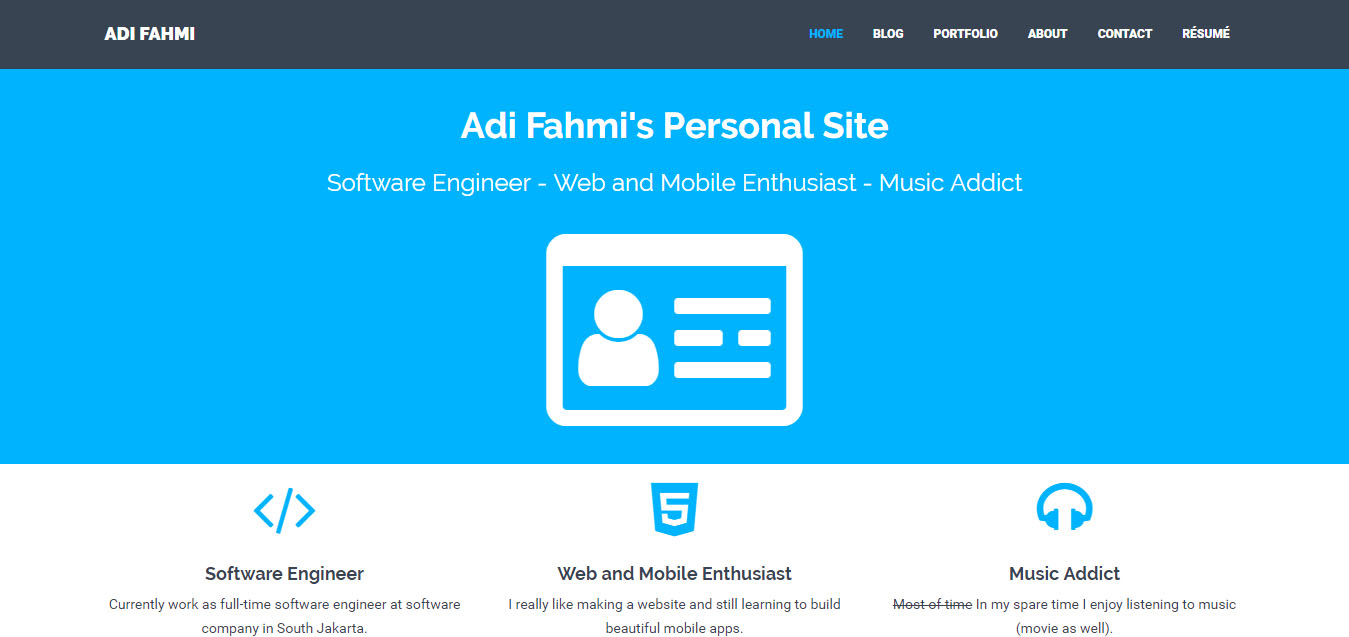 ADI FAHMI
HOME BLOG PORTFOLIO ABOUT CONTACT RÉSUMÉ
Adi Fahmi's Personal Site
Software Engineer - Web and Mobile Enthusiast - Music Addict
Software Engineer
Currently work as full-time software engineer at software
company in South Jakarta.
Web and Mobile Enthusiast
I really like making a website and still learning to build
beautiful mobile apps.
Music Addict
Most of time In my spare time I enjoy listening to music
(movie as well).